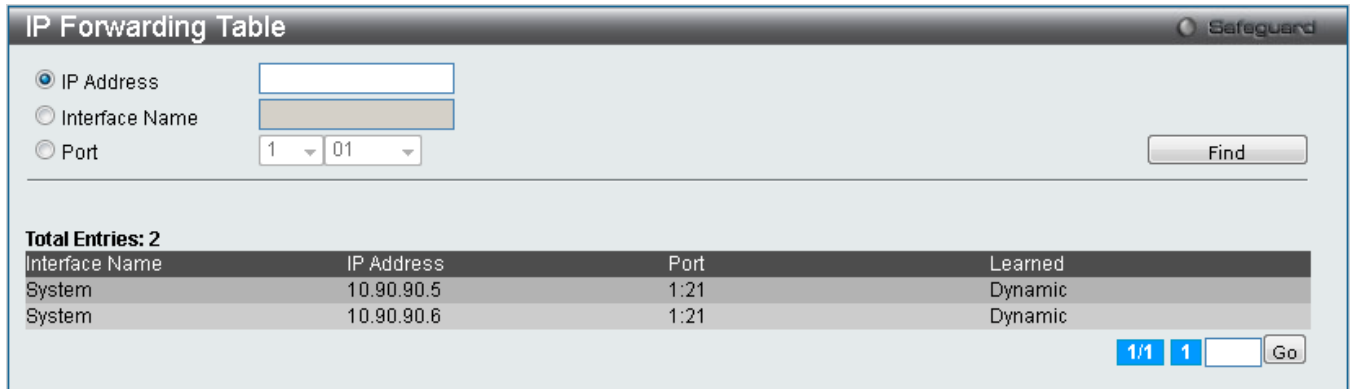 IP Forwarding Table Safeguard
IP Address
Interface Name
Port 1 01 Find
Total Entries: 2
Interface Name IP Address Port Learned
System 10.90.90.5 1:21 Dynamic
System 10.90.90.6 1:21 Dynamic
1/1 1 Go